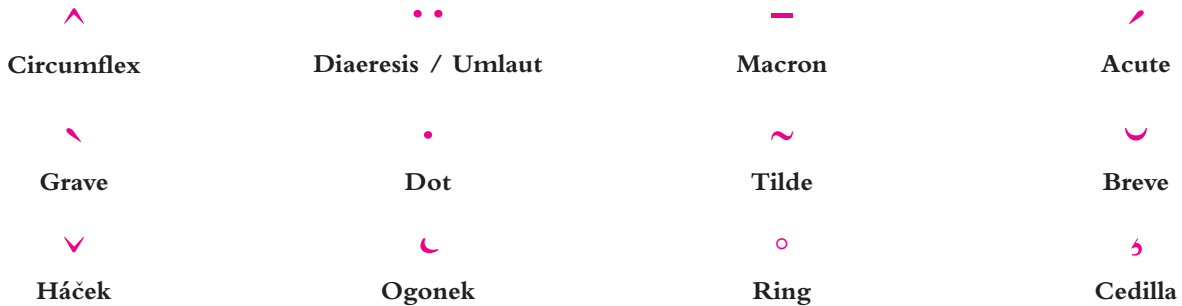 Circumflex Diaeresis / Umlaut Macron Acute
Grave Dot Tilde Breve
Háček Ogonek Ring Cedilla